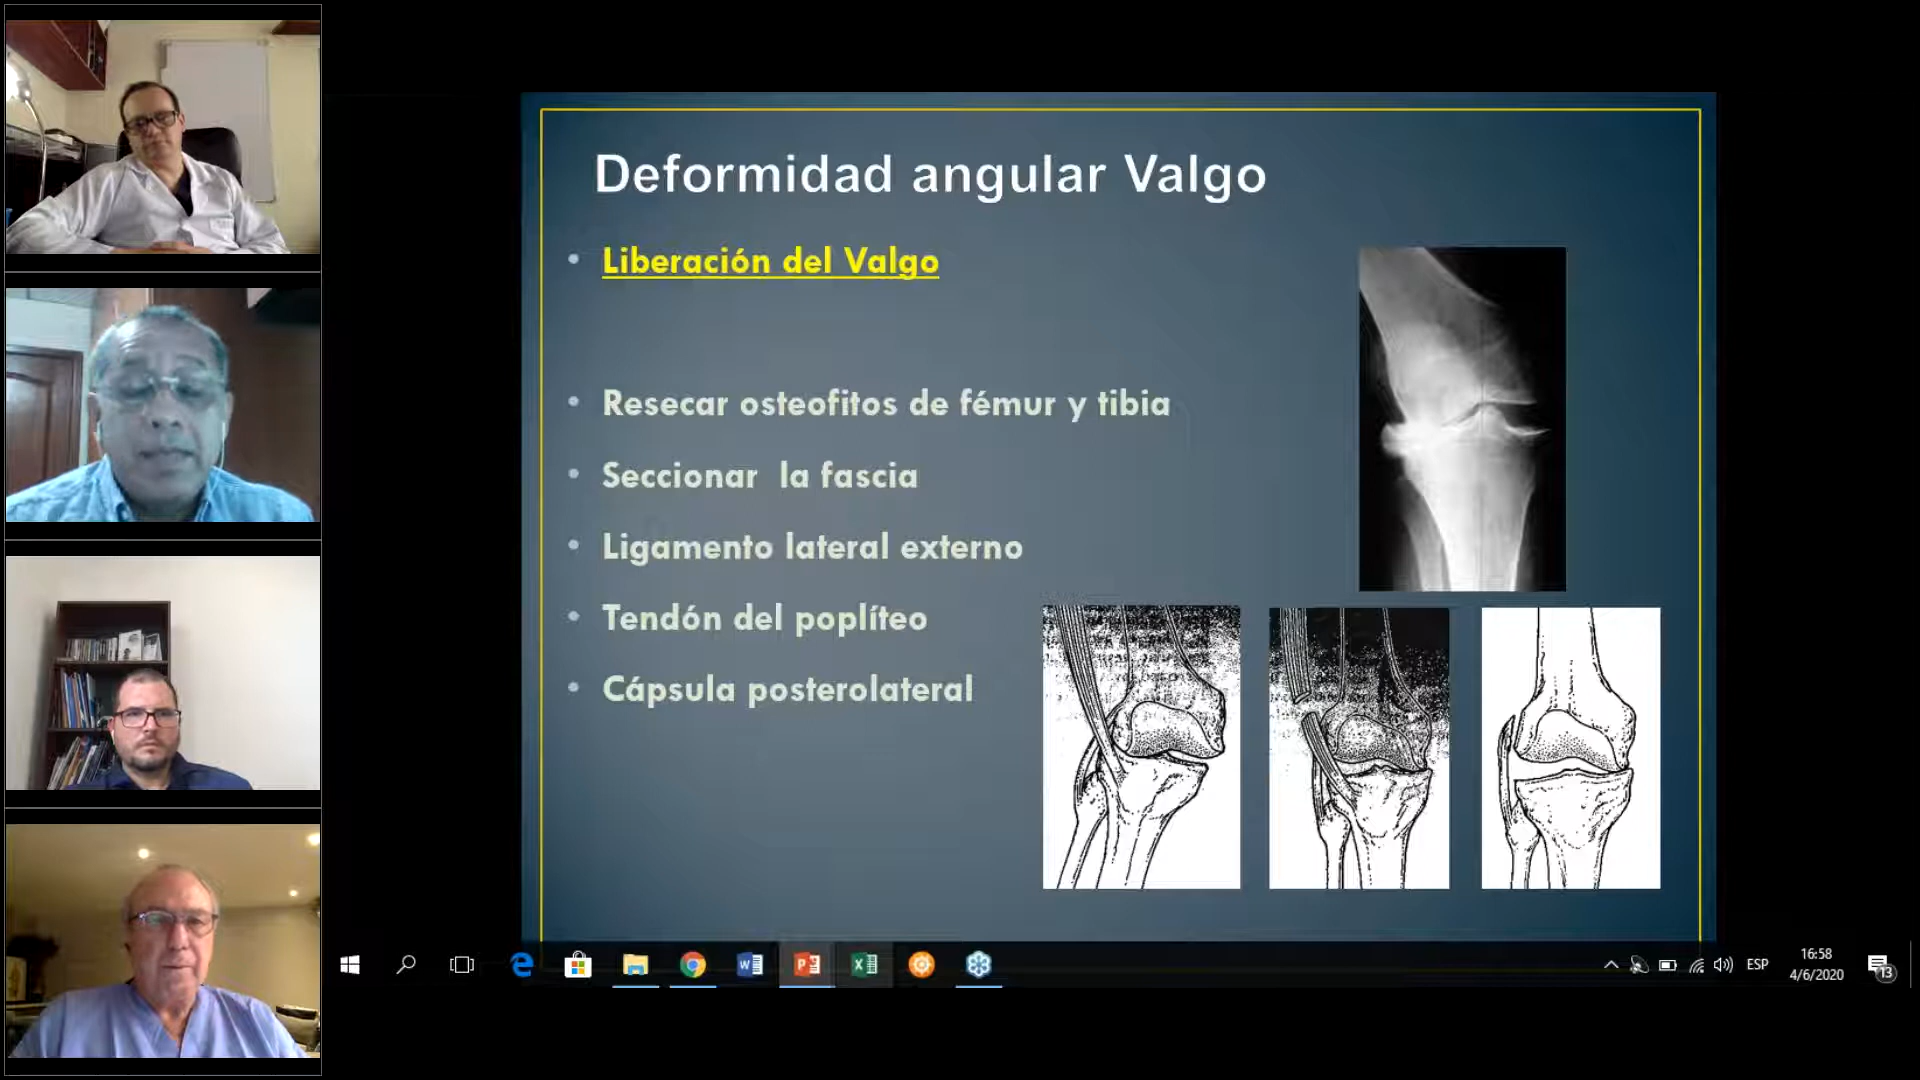 Deformidad angular Valgo
• Liberación del Valgo
• Resecar osteofitos de fémur y tibia
• Seccionar la fascia
• Ligamento lateral externo
• Tendón del poplíteo
• Cápsula posterolateral
ESP
16:58
4/6/2020
13